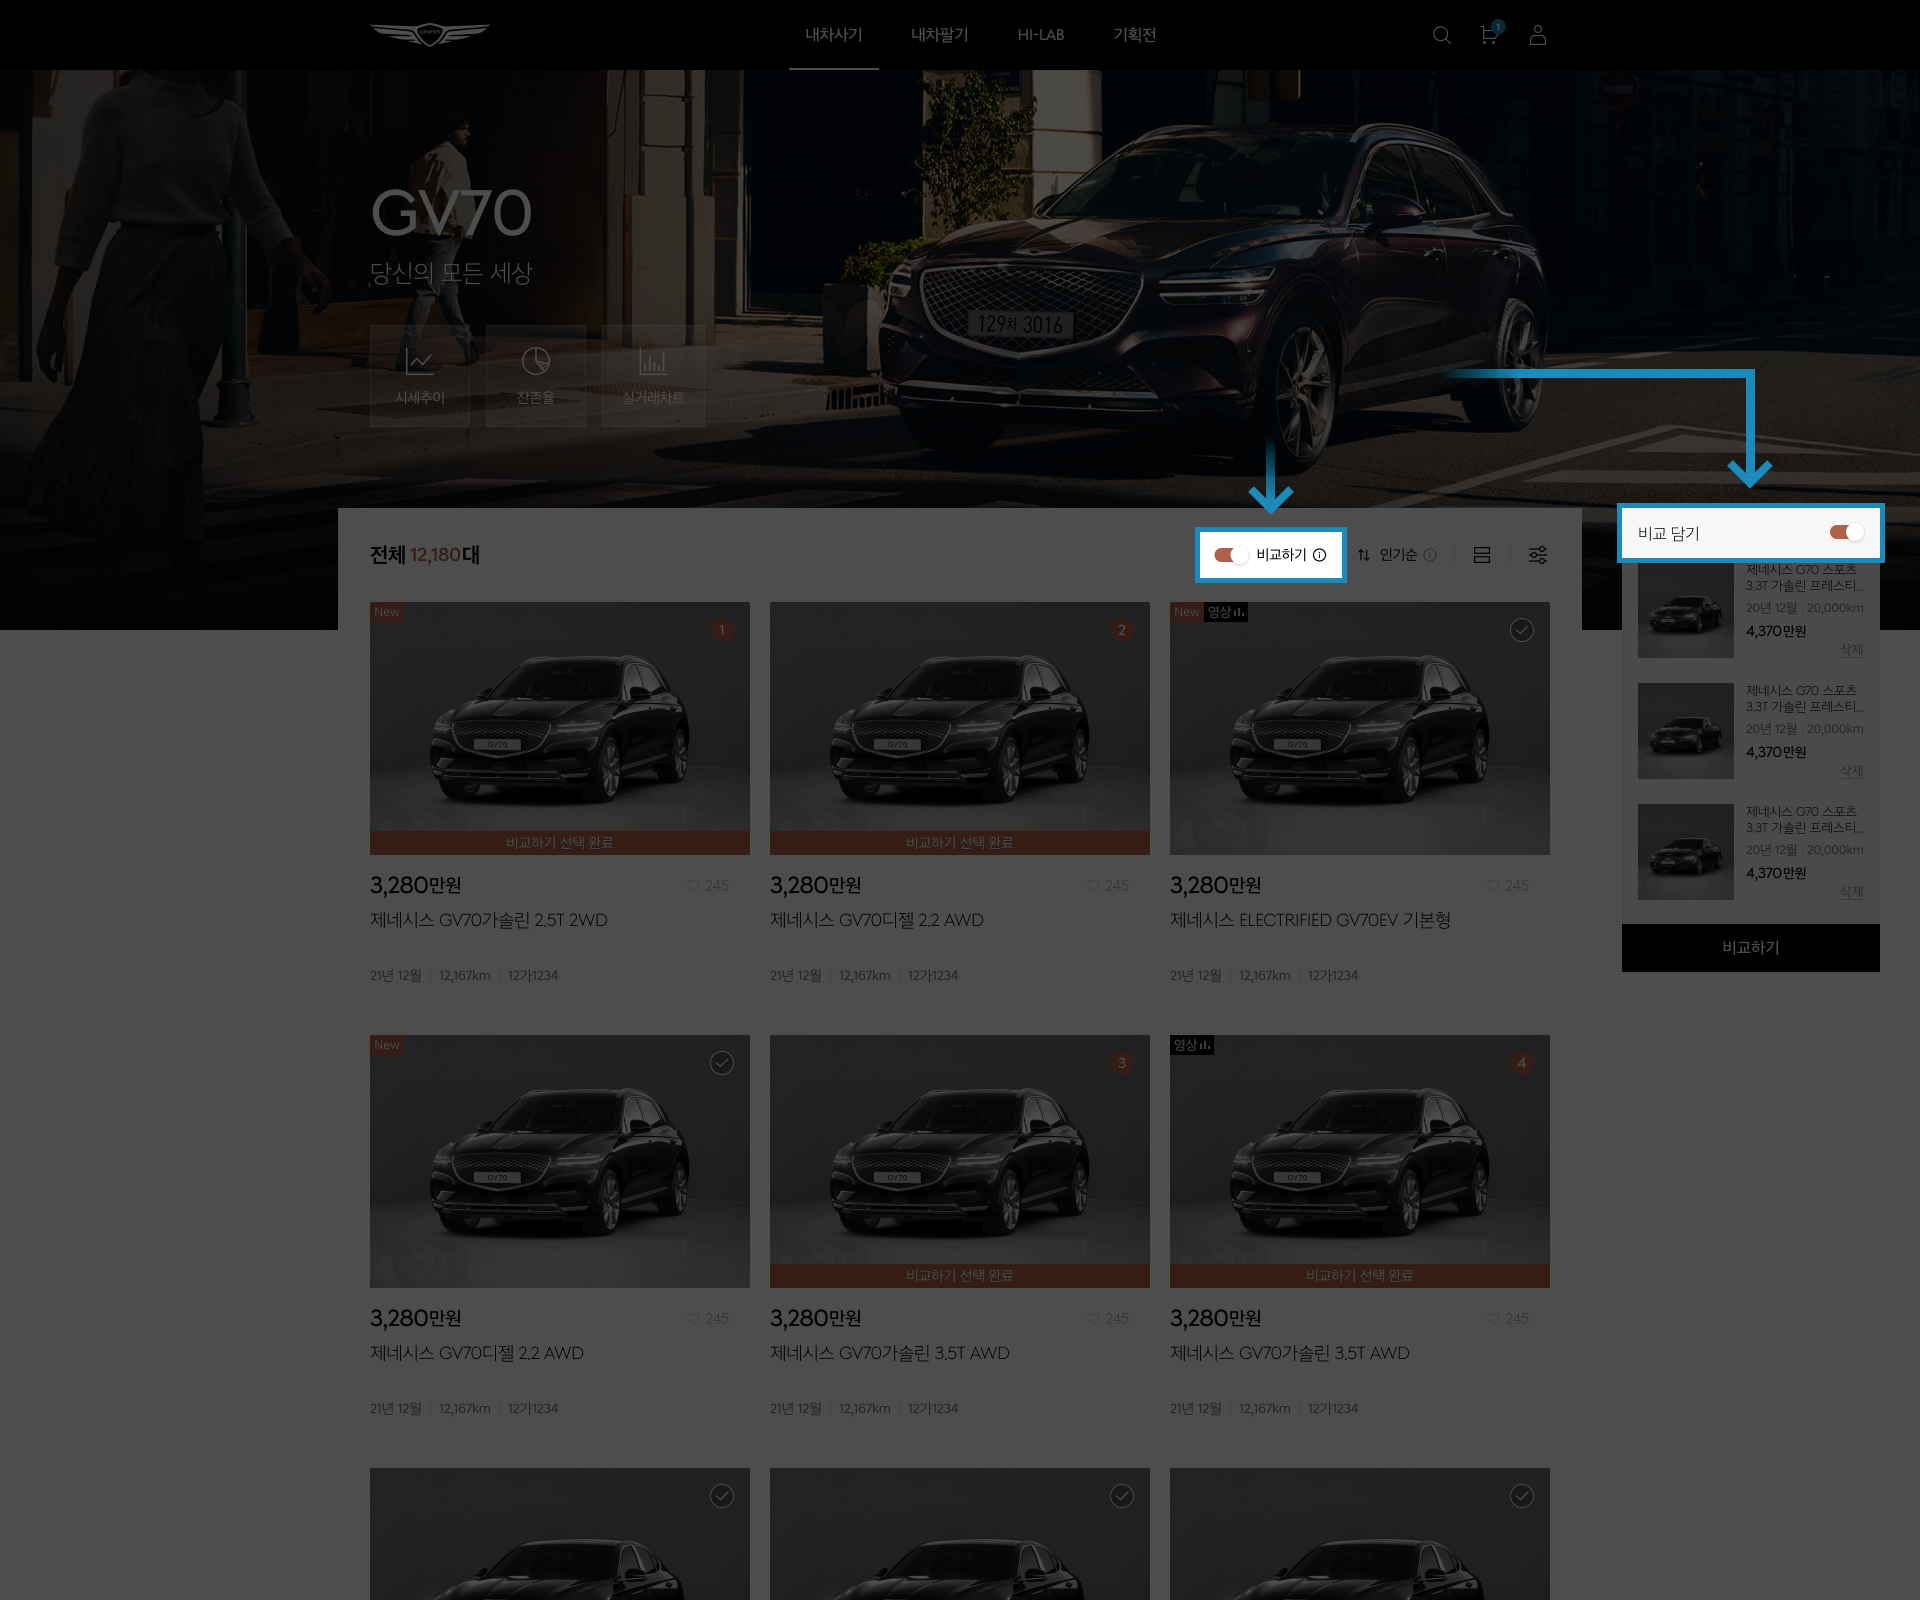 GENESIS
내차사기
내차팔기
HI-LAB
기획전
1
GV70
당신의 모든 세상
시세추이
잔존율
실거래차트
129차 3016
전체 12,180대
비교하기
인기순
비교 담기
New
1
GV70
비교하기 선택 완료
3,280만원
245
제네시스 GV70가솔린 2.5T 2WD
21년 12월 12,167km 12가1234
2
GV70
비교하기 선택 완료
3,280만원
245
제네시스 GV70디젤 2.2 AWD
21년 12월 12,167km 12가1234
New 영상
GV70
3,280만원
245
제네시스 ELECTRIFIED GV70EV 기본형
21년 12월 12,167km 12가1234
제네시스 G70 스포츠
3.3T 가솔린 프레스티...
20년 12월 20,000km
4,370만원
삭제
제네시스 G70 스포츠
3.3T 가솔린 프레스티...
20년 12월 20,000km
4,370만원
삭제
제네시스 G70 스포츠
3.3T 가솔린 프레스티...
20년 12월 20,000km
4,370만원
삭제
비교하기
New
GV70
3,280만원
245
제네시스 GV70디젤 2.2 AWD
21년 12월 12,167km 12가1234
3
GV70
비교하기 선택 완료
3,280만원
245
제네시스 GV70가솔린 3.5T AWD
21년 12월 12,167km 12가1234
영상
4
GV70
비교하기 선택 완료
3,280만원
245
제네시스 GV70가솔린 3.5T AWD
21년 12월 12,167km 12가1234